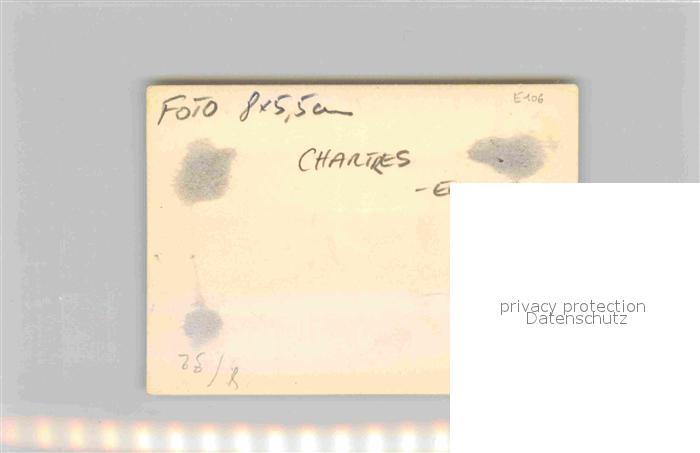 FOTO 8x5,5cm
E106
CHARTRES
privacy protection
Datenschutz